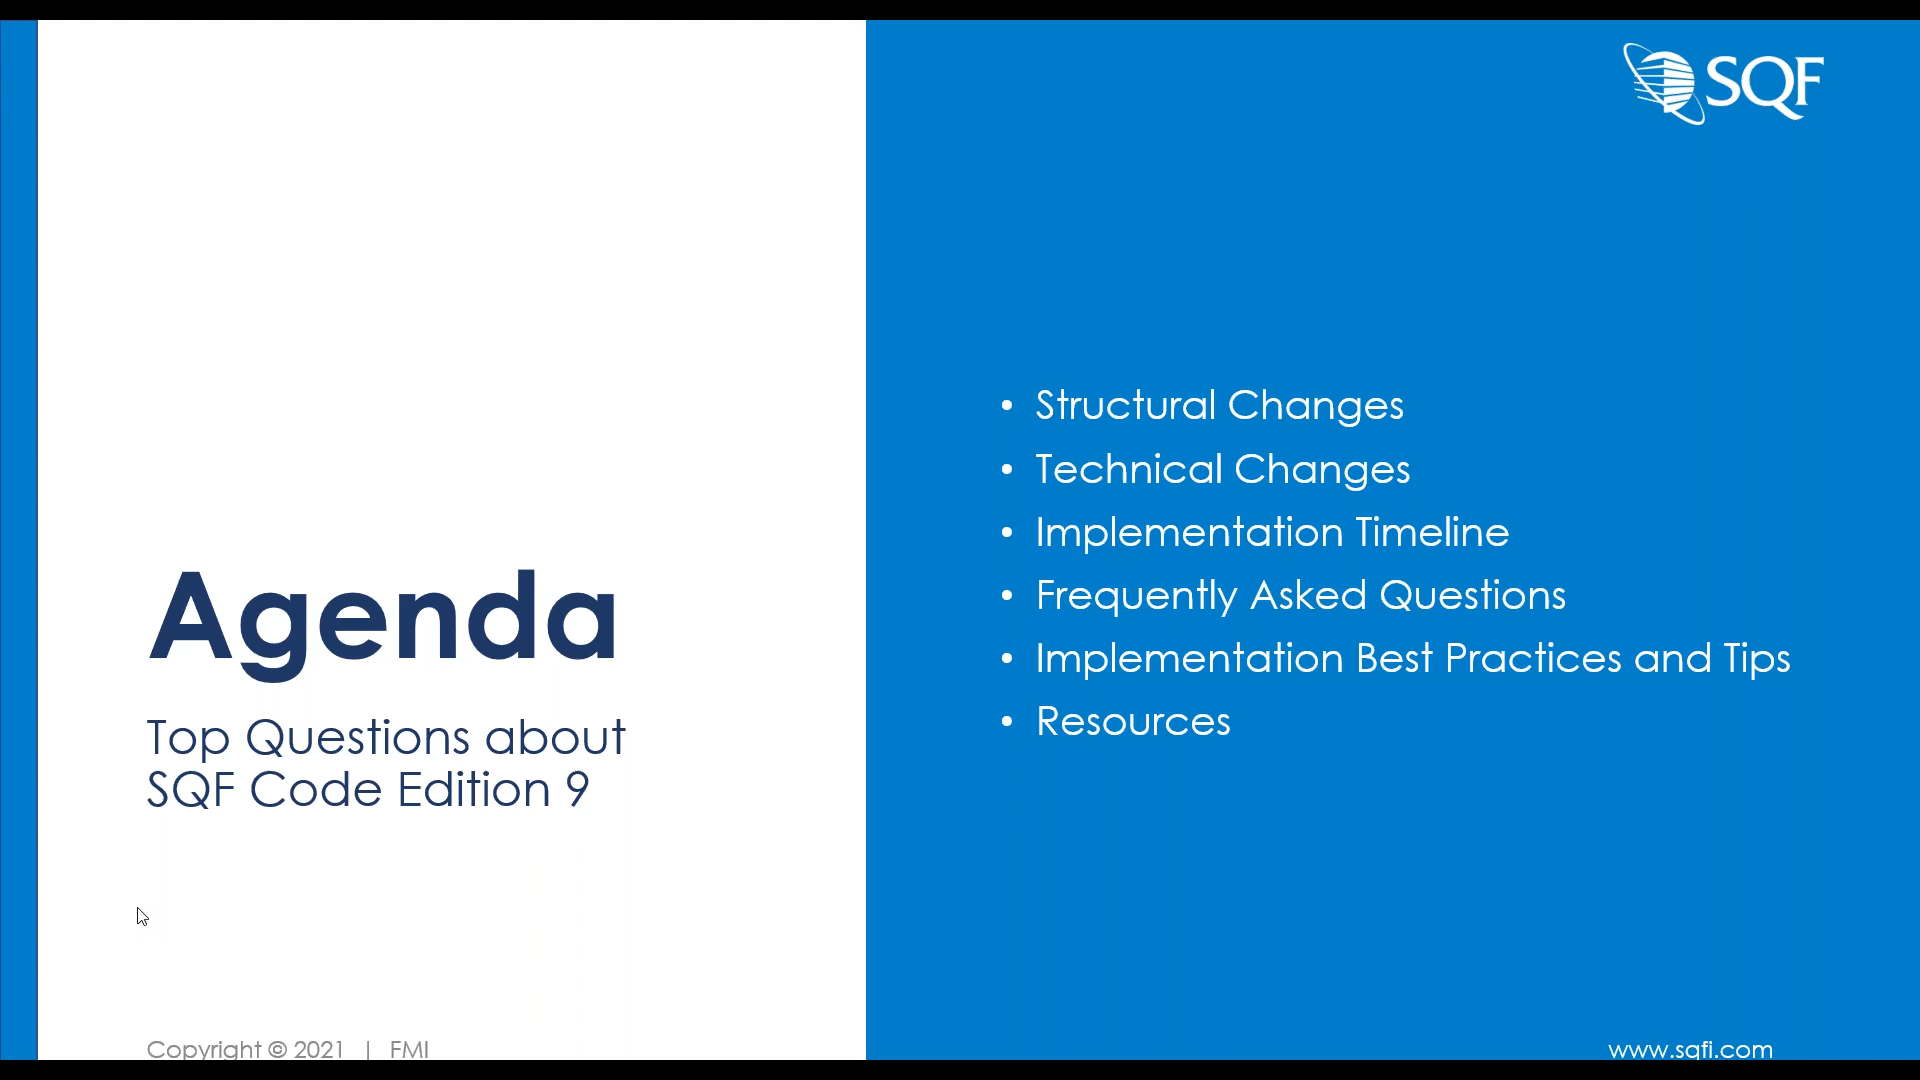 SQF
Agenda
Top Questions about
SQF Code Edition 9
• Structural Changes
• Technical Changes
• Implementation Timeline
• Frequently Asked Questions
• Implementation Best Practices and Tips
• Resources
Copyright © 2021 | FMI
www.sqfi.com